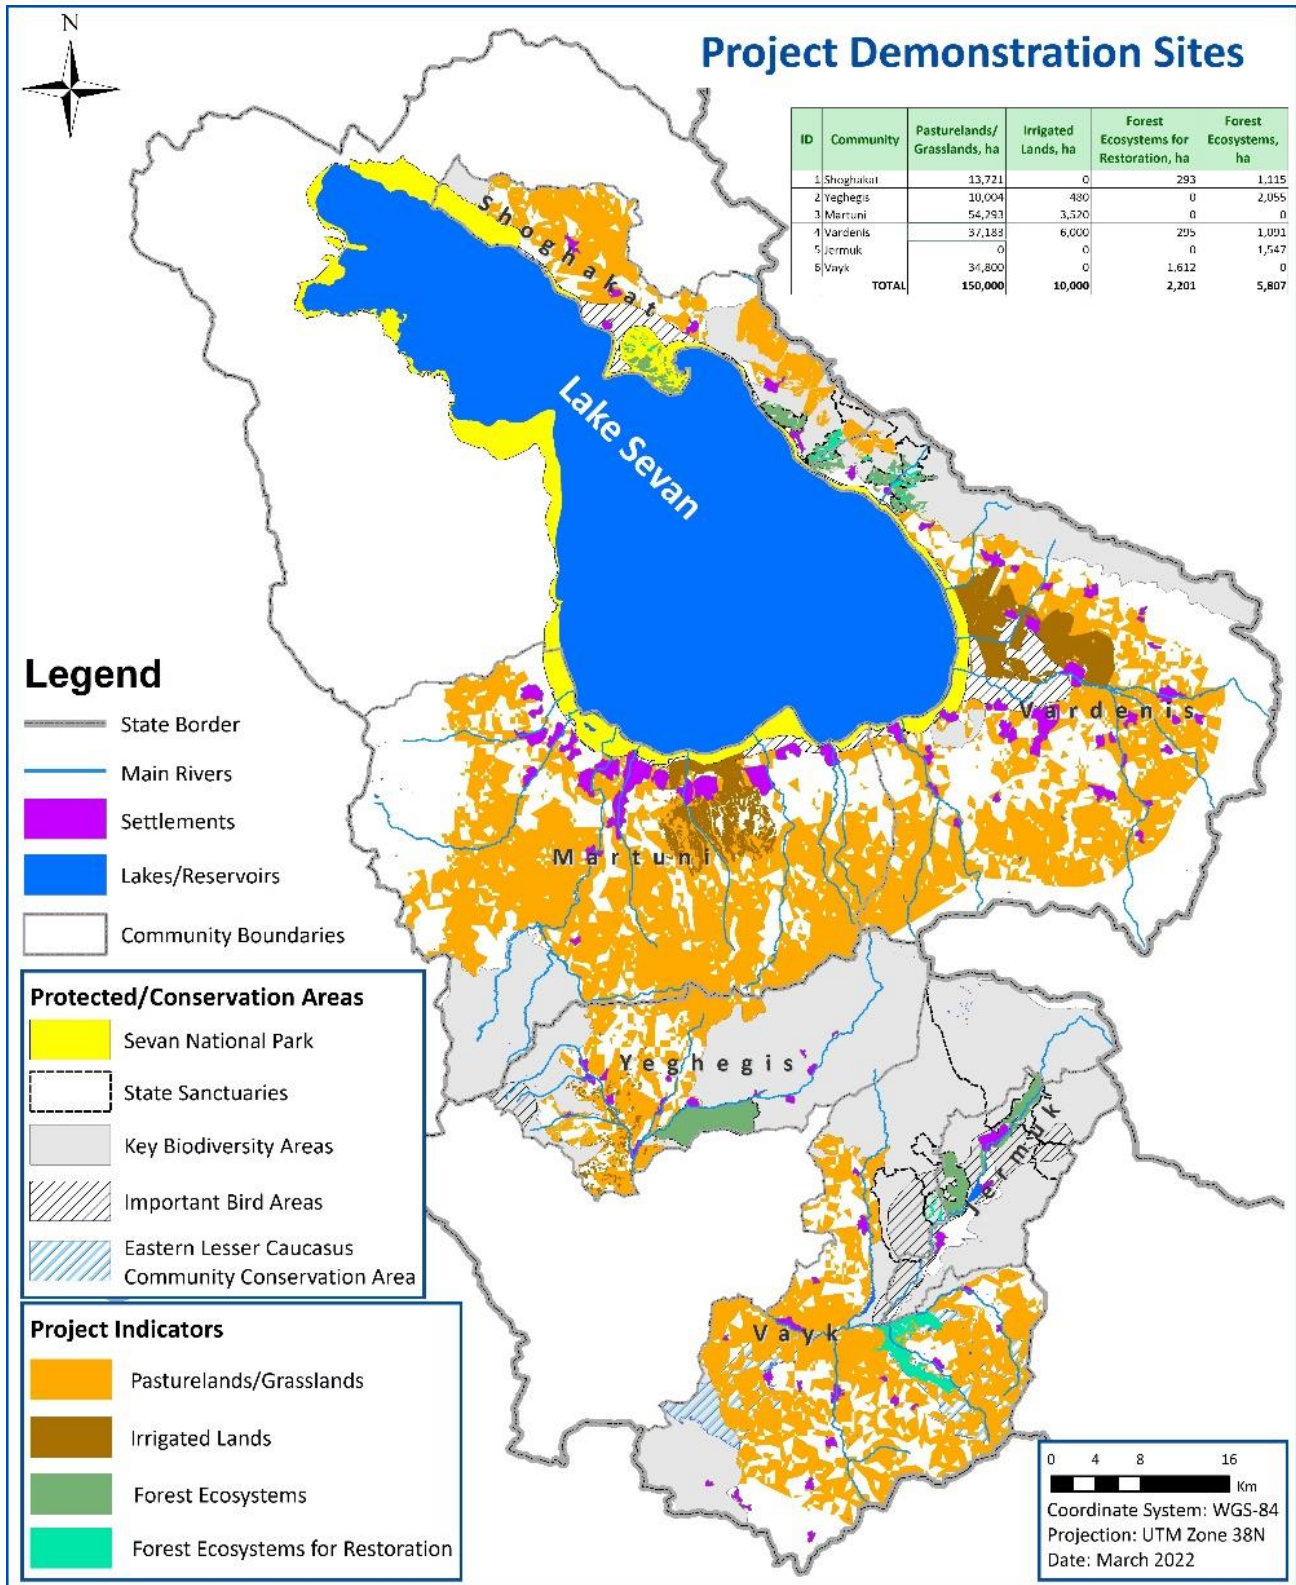 N
Project Demonstration Sites
ID Community Pasturelands/ Grasslands, ha Irrigated Lands, ha Forest Ecosystems for Restoration, ha Forest Ecosystems, ha
1 Shoghakat 13,721 0 293 1,115
2 Yeghegis 10,004 480 0 2,055
3 Martuni 54,293 3,520 0 0
4 Vardenis 37,183 6,000 295 1,091
5 Jermuk 0 0 0 1,547
6 Vayk 34,800 0 1,612 0
TOTAL 150,000 10,000 2,201 5,807
Shoghakat
Lake Sevan
Vardenis
Martuni
Yeghegis
Jermuk
Vayk
Legend
State Border
Main Rivers
Settlements
Lakes/Reservoirs
Community Boundaries
Protected/Conservation Areas
Sevan National Park
State Sanctuaries
Key Biodiversity Areas
Important Bird Areas
Eastern Lesser Caucasus
Community Conservation Area
Project Indicators
Pasturelands/Grasslands
Irrigated Lands
Forest Ecosystems
Forest Ecosystems for Restoration
0 4 8 16
Km
Coordinate System: WGS-84
Projection: UTM Zone 38N
Date: March 2022